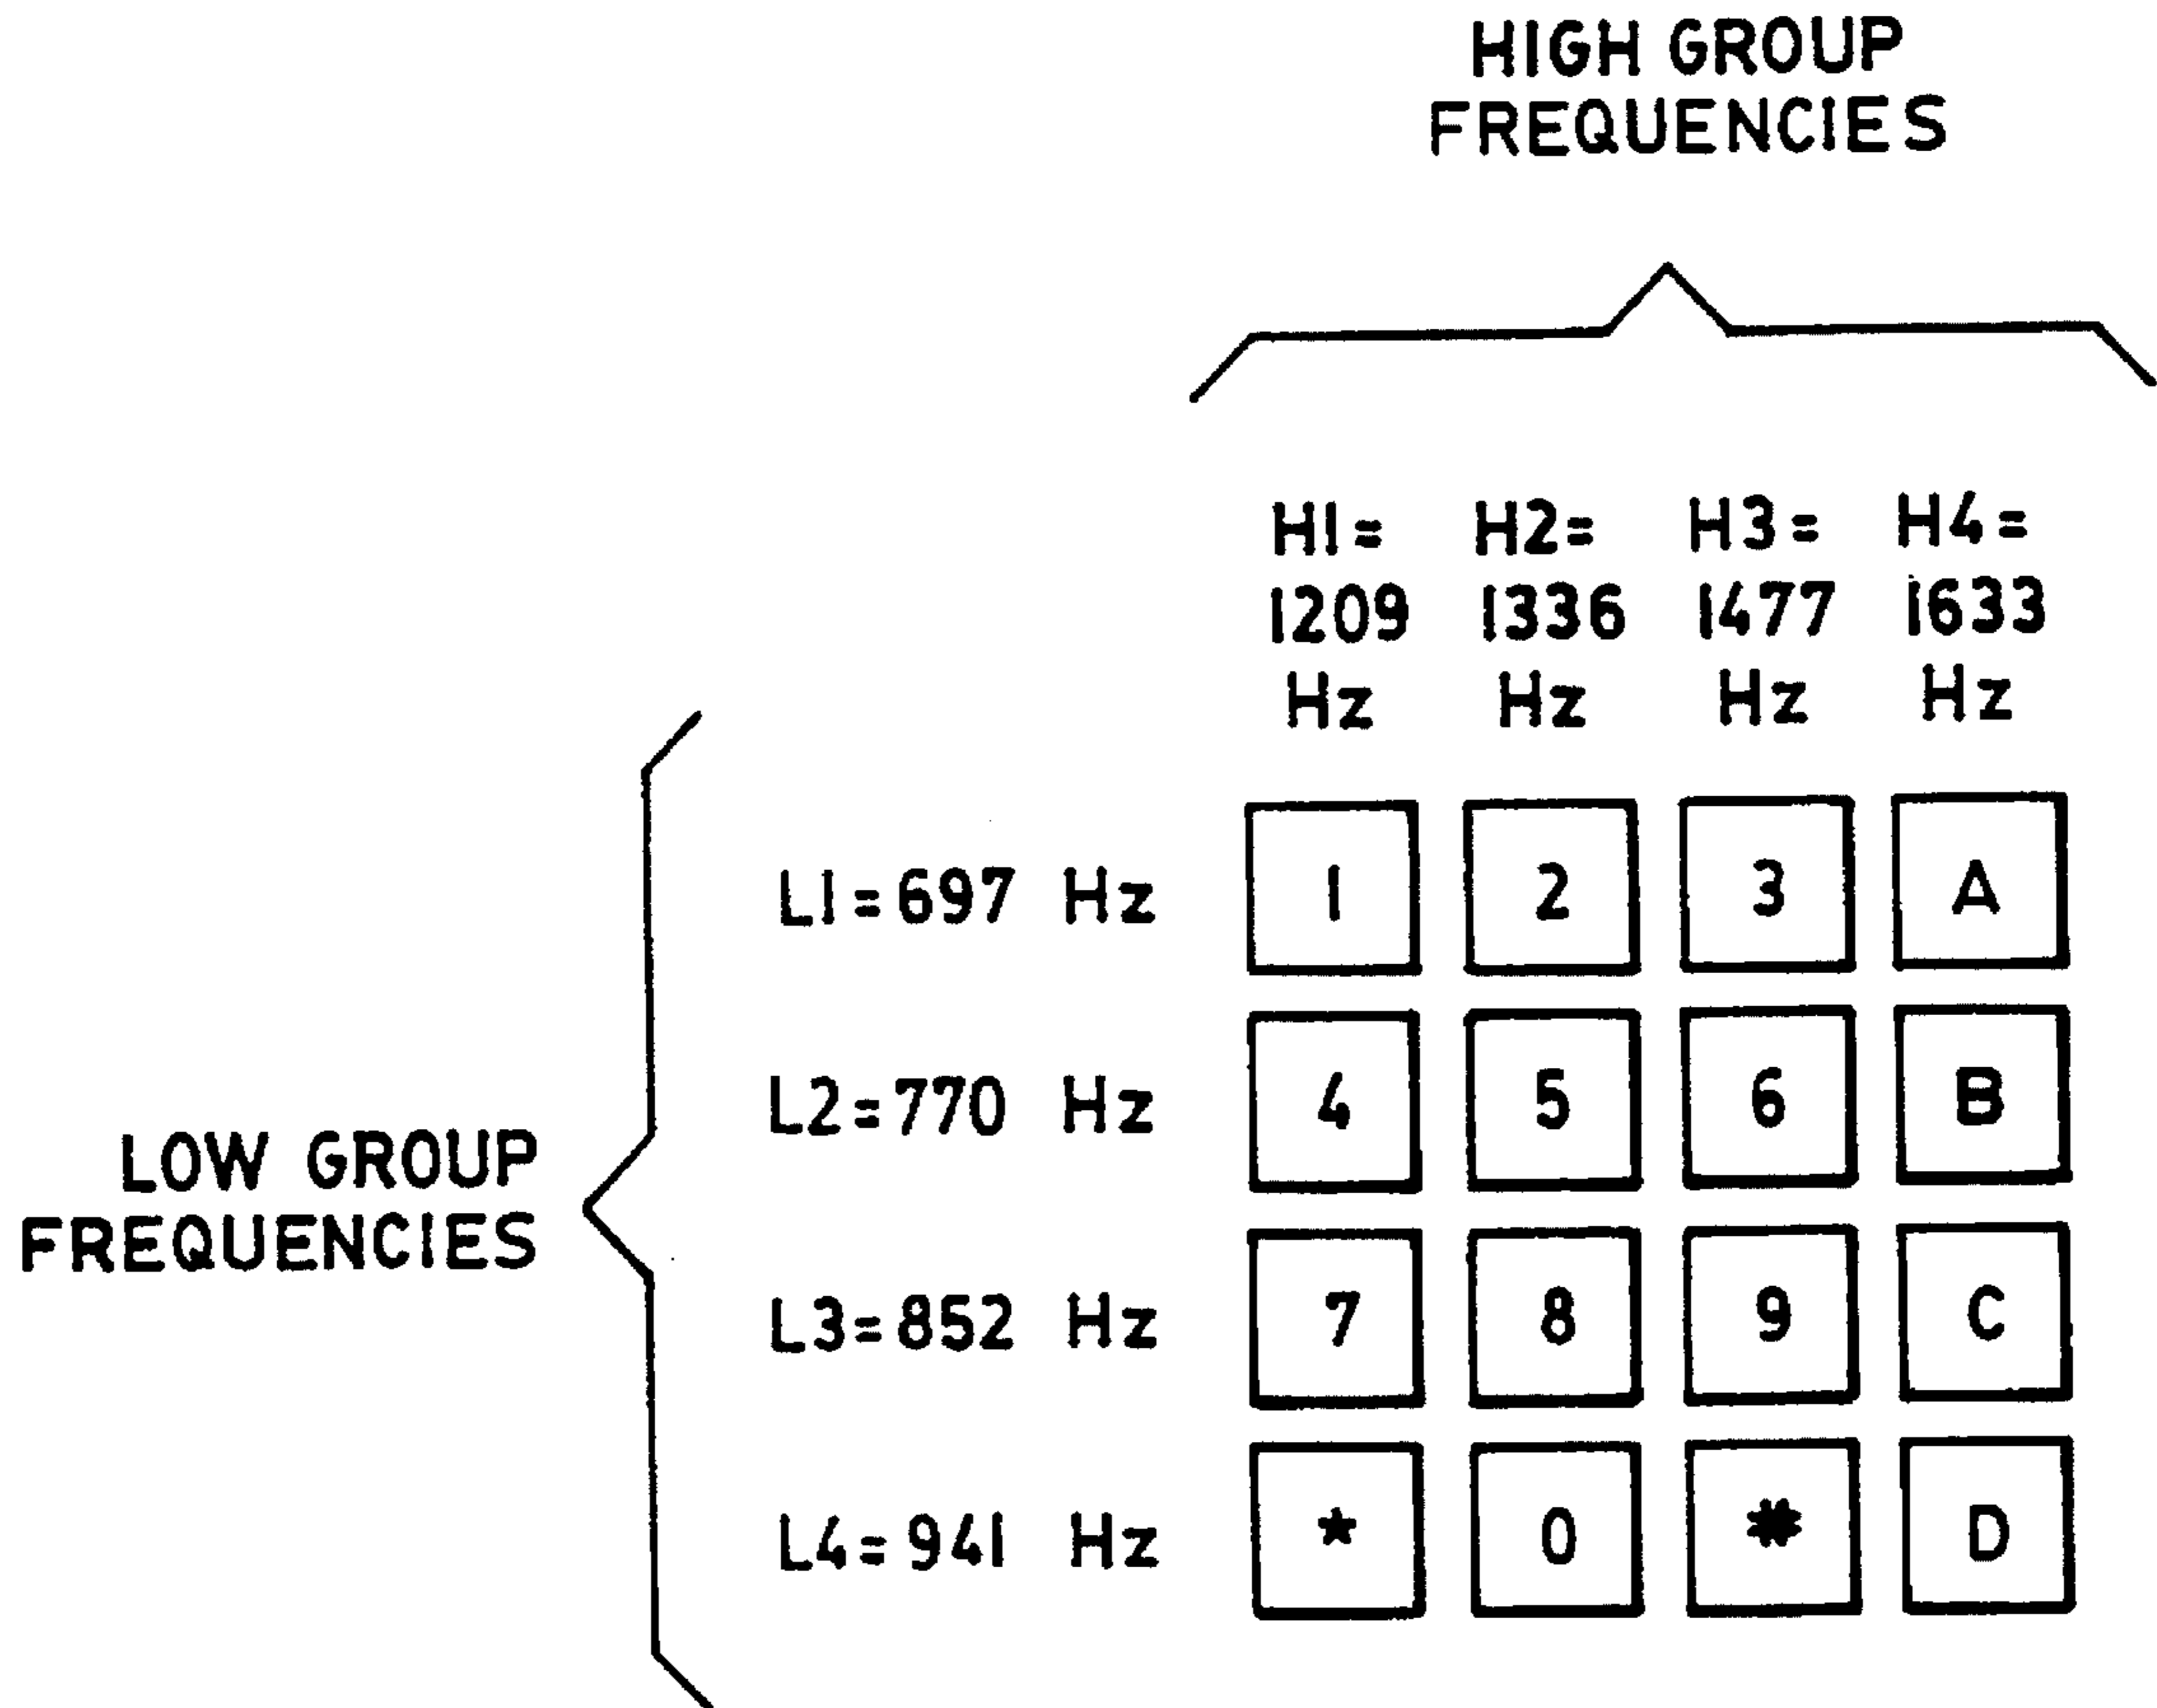 HIGH GROUP
FREQUENCIES
H1= H2= H3= H4=
1209 1336 1477 1633
Hz Hz Hz Hz
L1=697 Hz 1 2 3 A
L2=770 Hz 4 5 6 B
LOW GROUP
FREQUENCIES
L3=852 Hz 7 8 9 C
L4=941 Hz * 0 * D